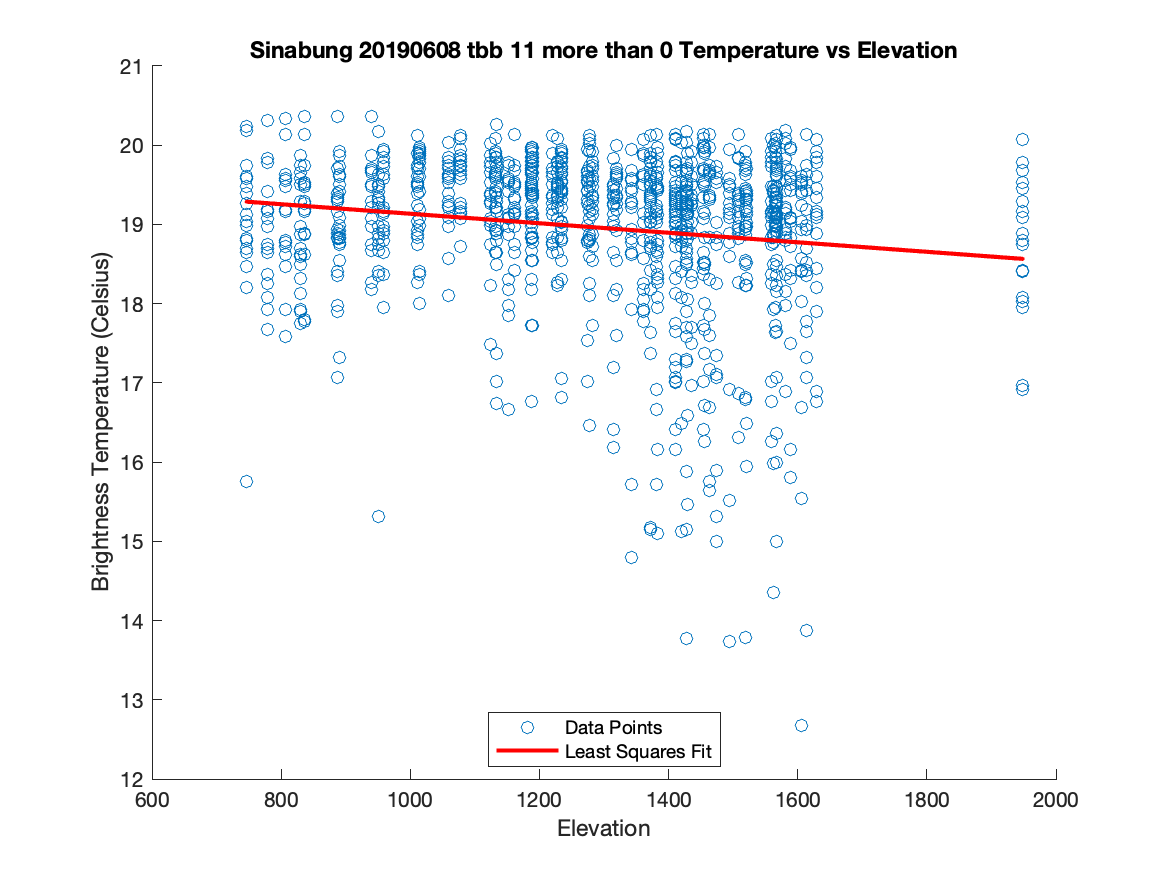 Sinabung 20190608 tbb 11 more than 0 Temperature vs Elevation
21
20
19
18
17
16
15
14
13
12
Brightness Temperature (Celsius)
Data Points
Least Squares Fit
600 800 1000 1200 1400 1600 1800 2000
Elevation